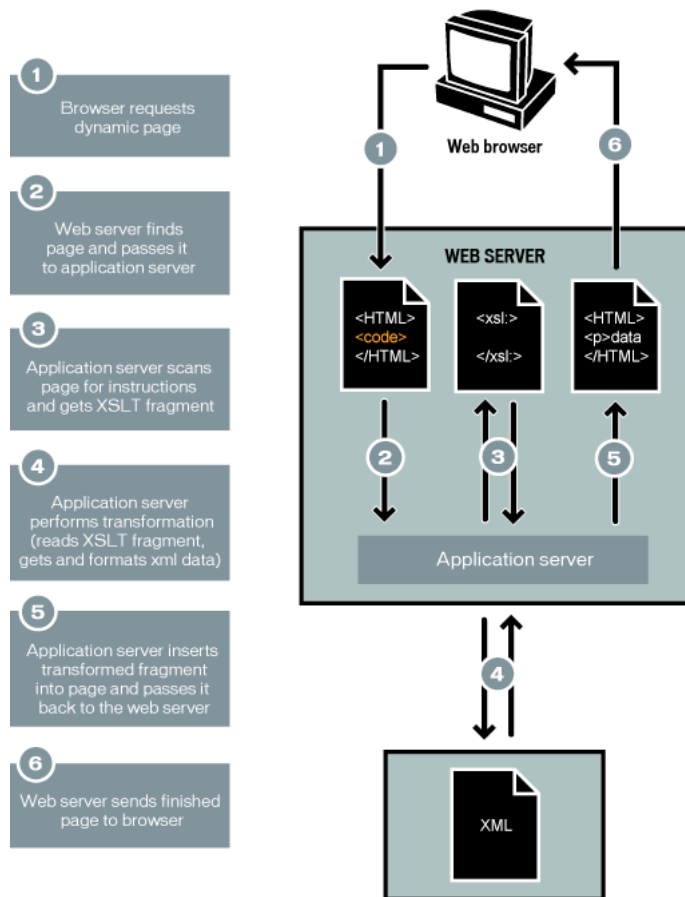 1
Browser requests
dynamic page
2
Web server finds
page and passes it
to application server
3
Application server scans
page for instructions
and gets XSLT fragment
4
Application server
performs transformation
(reads XSLT fragment,
gets and formats xml data)
5
Application server inserts
transformed fragment
into page and passes it
back to the web server
6
Web server sends finished
page to browser
Web browser
1
6
WEB SERVER
<HTML>
<code>
</HTML>
<xsl:>
</xsl:>
<HTML>
<p>data
</HTML>
2
3
5
Application server
4
XML